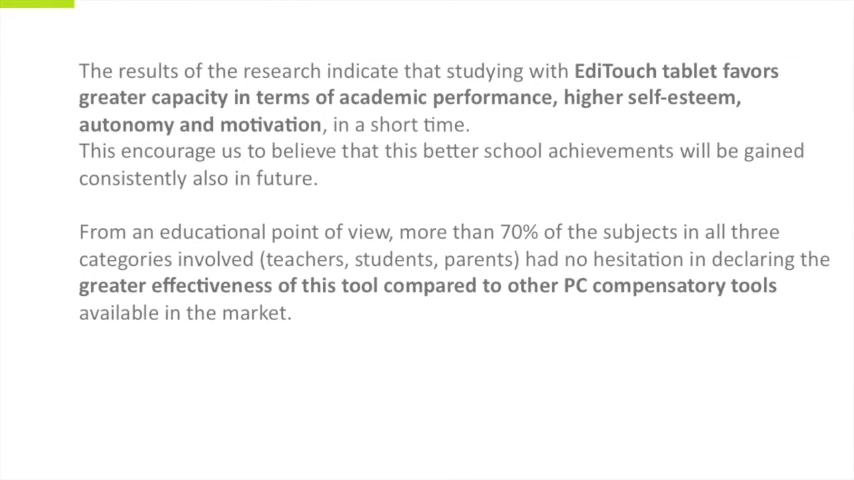 The results of the research indicate that studying with EdiTouch tablet favors
greater capacity in terms of academic performance, higher self-esteem,
autonomy and motivation, in a short time.
This encourage us to believe that this better school achievements will be gained
consistently also in future.
From an educational point of view, more than 70% of the subjects in all three
categories involved (teachers, students, parents) had no hesitation in declaring the
greater effectiveness of this tool compared to other PC compensatory tools
available in the market.